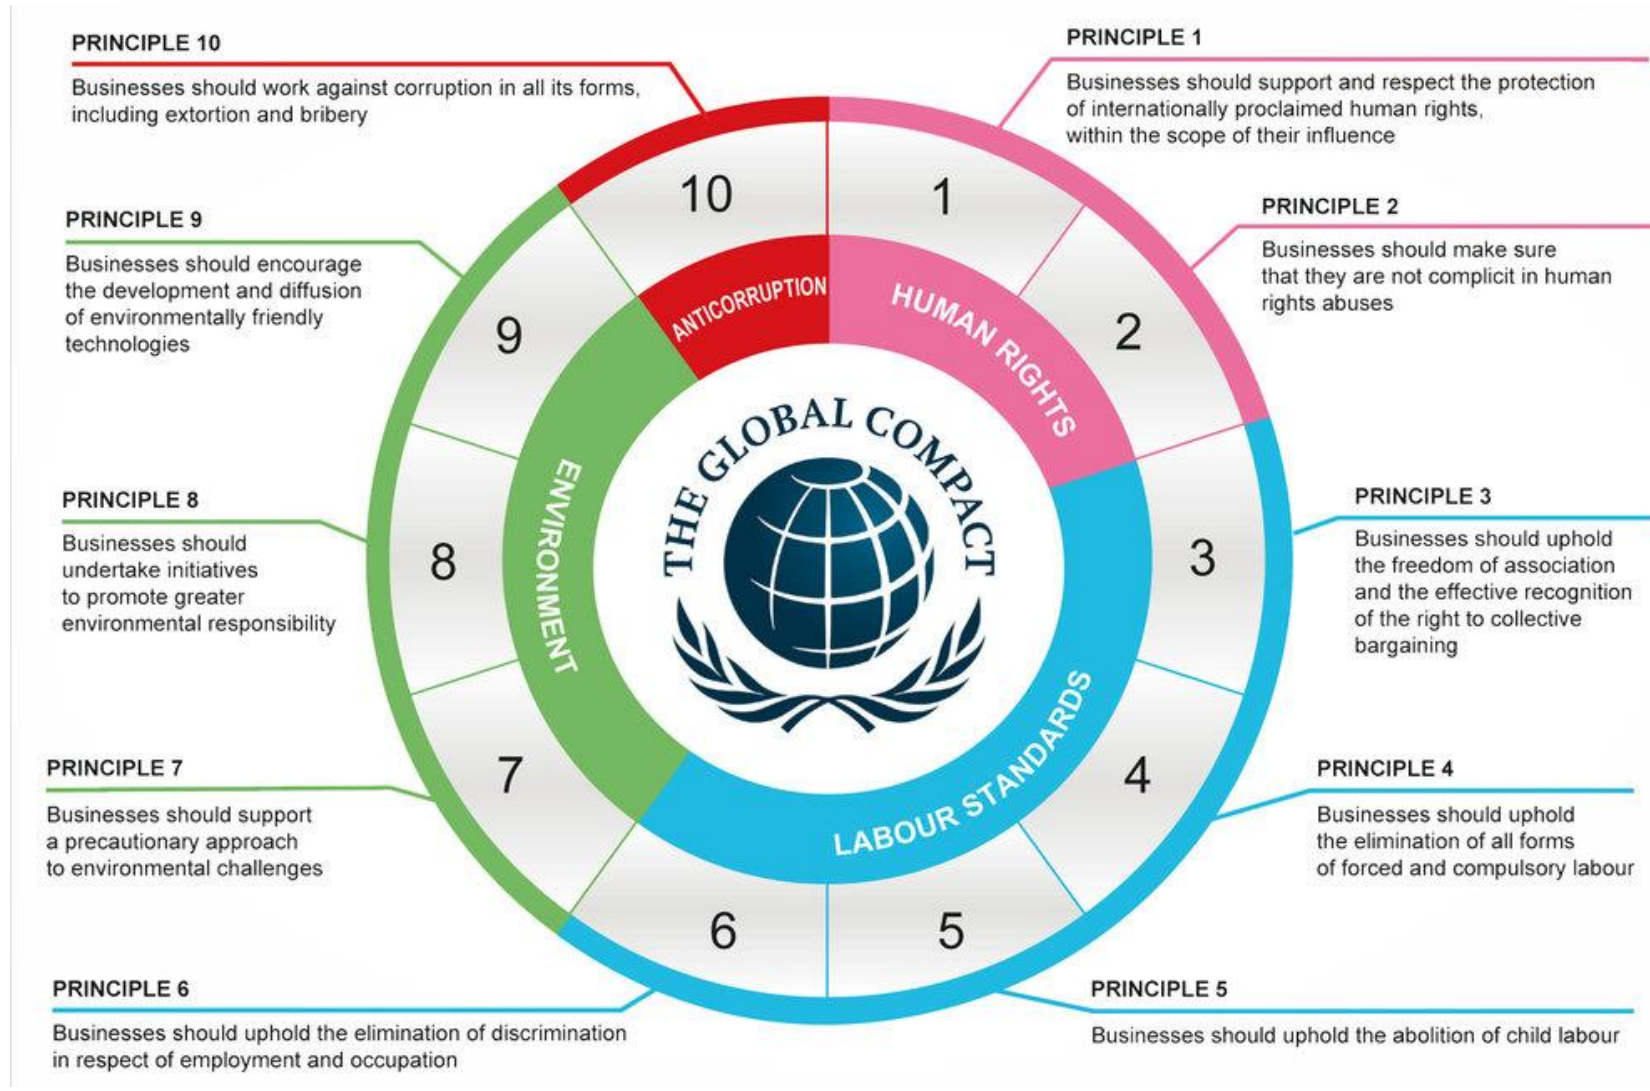 PRINCIPLE 10
Businesses should work against corruption in all its forms,
including extortion and bribery
PRINCIPLE 1
Businesses should support and respect the protection
of internationally proclaimed human rights,
within the scope of their influence
PRINCIPLE 9
Businesses should encourage
the development and diffusion
of environmentally friendly
technologies
PRINCIPLE 2
Businesses should make sure
that they are not complicit in human
rights abuses
PRINCIPLE 8
Businesses should
undertake initiatives
to promote greater
environmental responsibility
PRINCIPLE 3
Businesses should uphold
the freedom of association
and the effective recognition
of the right to collective
bargaining
PRINCIPLE 7
Businesses should support
a precautionary approach
to environmental challenges
PRINCIPLE 4
Businesses should uphold
the elimination of all forms
of forced and compulsory labour
PRINCIPLE 6
Businesses should uphold the elimination of discrimination
in respect of employment and occupation
PRINCIPLE 5
Businesses should uphold the abolition of child labour
10
1
9
2
8
3
7
4
6
5
ANTICORRUPTION
HUMAN RIGHTS
ENVIRONMENT
LABOUR STANDARDS
THE GLOBAL COMPACT